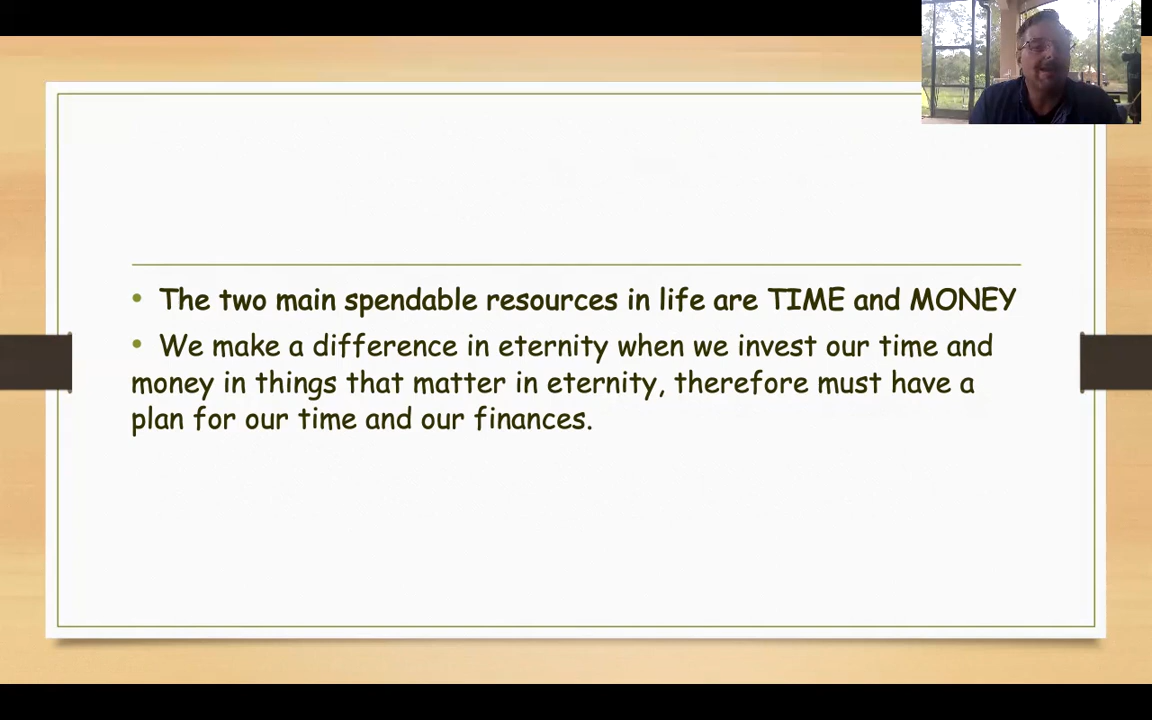 • The two main spendable resources in life are TIME and MONEY
• We make a difference in eternity when we invest our time and
money in things that matter in eternity, therefore must have a
plan for our time and our finances.